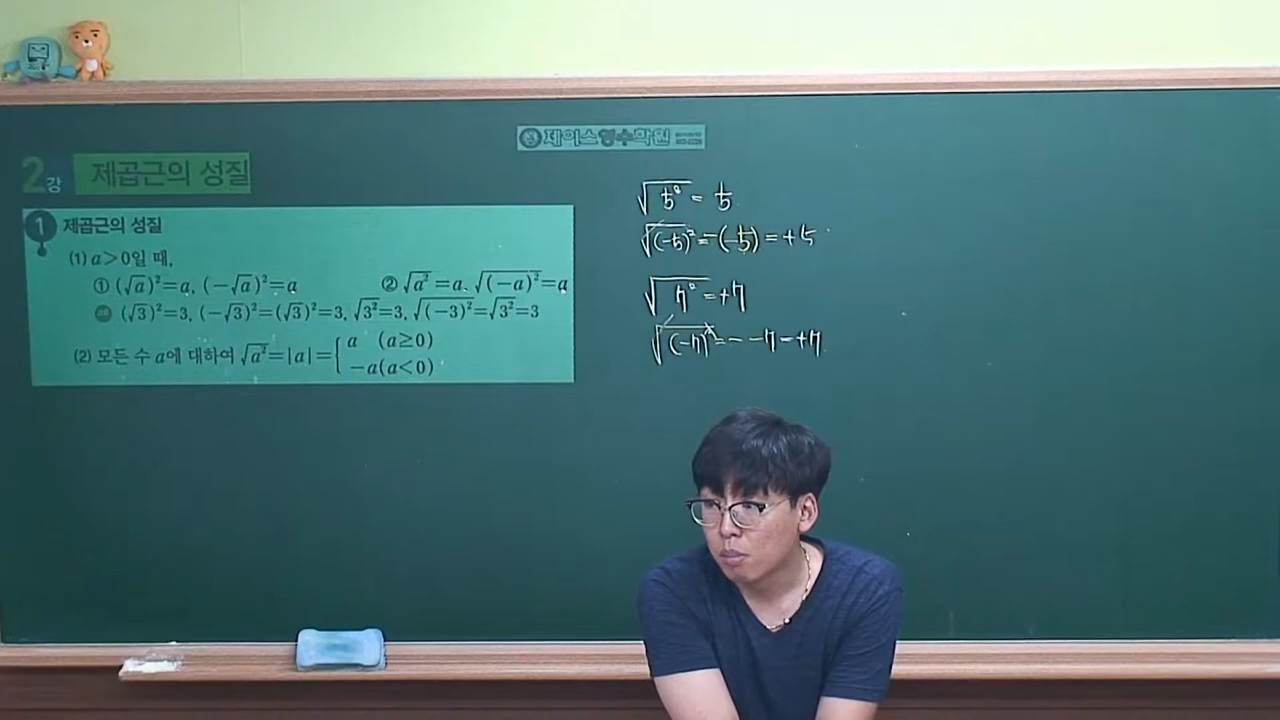 제이스영수학원
2강 제곱근의 성질
1 제곱근의 성질
(1) a>0일 때,
① (√a)²=a, (-√a)²=a ② √a²=a, √(-a)²=a
(√3)²=3, (-√3)²=(√3)²=3, √3²=3, √(-3)²=√3²=3
(2) 모든 수 a에 대하여 √a²=|a|={ a (a≥0)
-a(a<0)
√5² = 5
√(-5)² = -(-5) = +5
√7² = +7
√(-7)² = - -7 = +7